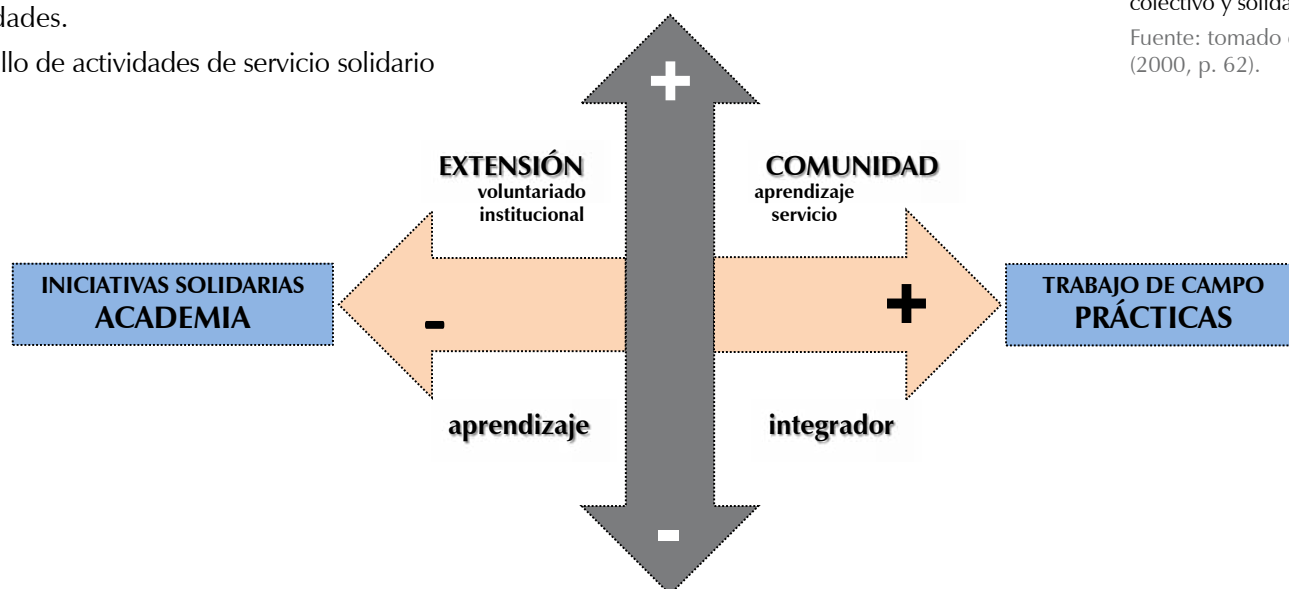 dades.
llo de actividades de servicio solidario
colectivo y solida
Fuente: tomado
(2000, p. 62).
+
EXTENSIÓN
voluntariado
institucional
COMUNIDAD
aprendizaje
servicio
INICIATIVAS SOLIDARIAS
ACADEMIA
-
+
TRABAJO DE CAMPO
PRÁCTICAS
aprendizaje
integrador
-